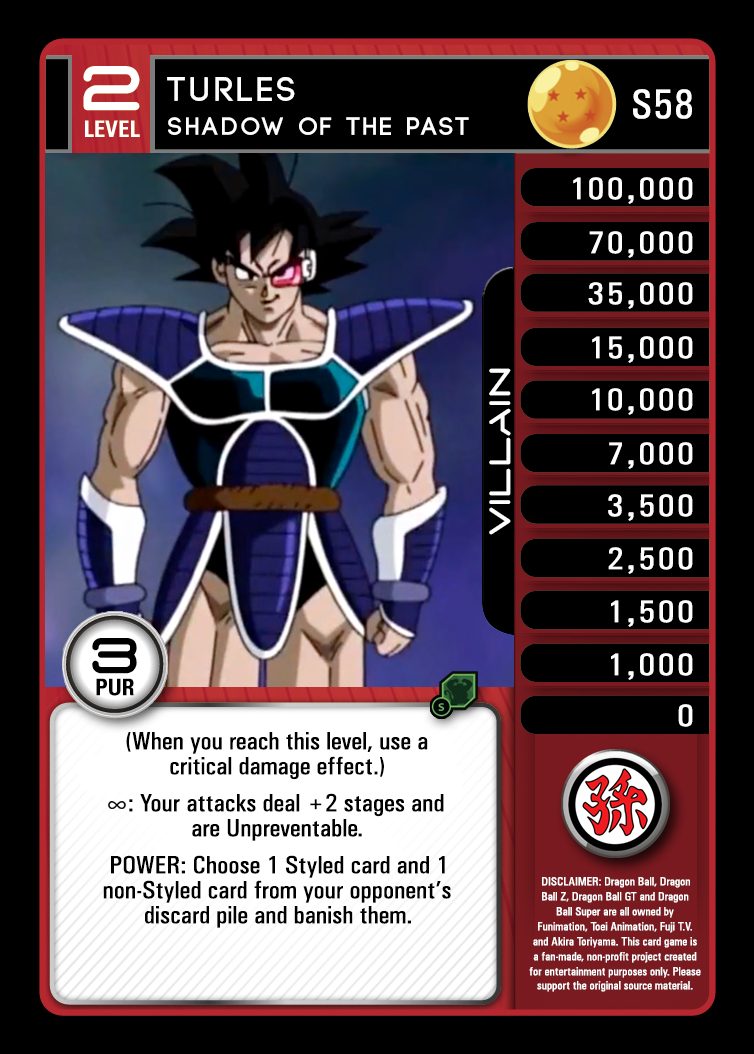 2
LEVEL
TURLES
SHADOW OF THE PAST
S58
100,000
70,000
35,000
15,000
10,000
7,000
3,500
2,500
1,500
1,000
0
VILLAIN
3
PUR
S
(When you reach this level, use a
critical damage effect.)
∞: Your attacks deal +2 stages and
are Unpreventable.
POWER: Choose 1 Styled card and 1
non-Styled card from your opponent's
discard pile and banish them.
DISCLAIMER: Dragon Ball, Dragon
Ball Z, Dragon Ball GT and Dragon
Ball Super are all owned by
Funimation, Toei Animation, Fuji T.V.
and Akira Toriyama. This card game is
a fan-made, non-profit project created
for entertainment purposes only. Please
support the original source material.